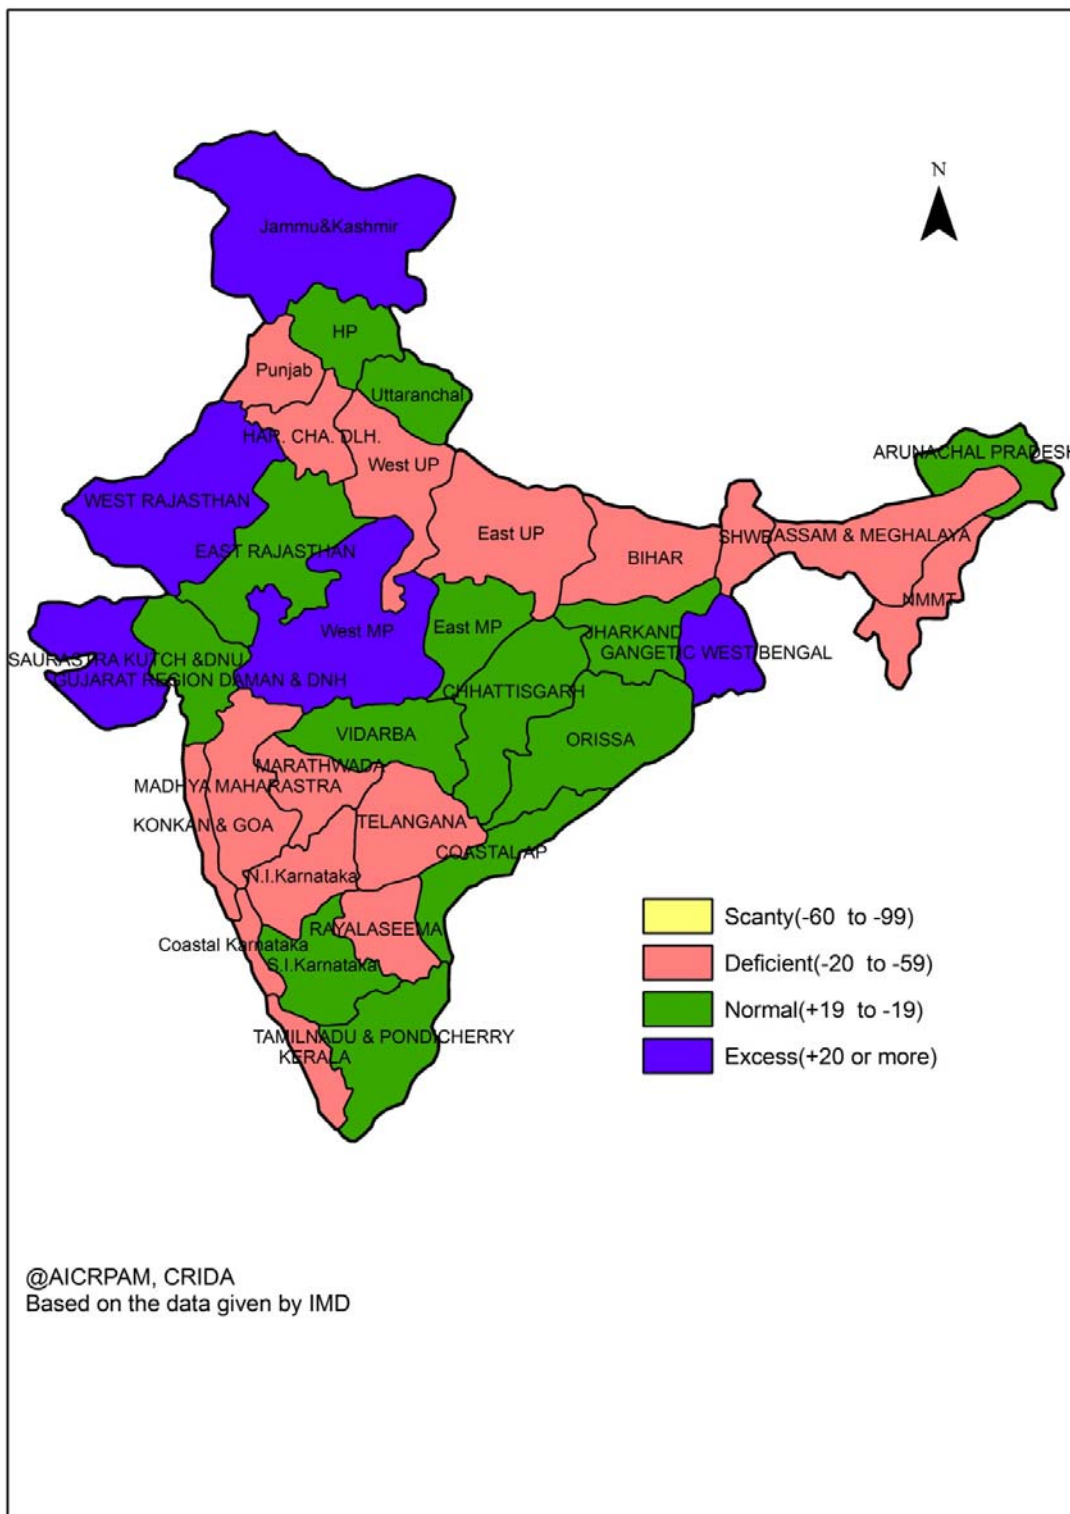 N
Jammu&Kashmir
HP
Punjab
Uttaranchal
HAR. CHA. DLH.
West UP
ARUNACHAL PRADESH
WEST RAJASTHAN
East UP
SHWB
ASSAM & MEGHALAYA
EAST RAJASTHAN
BIHAR
NMMT
West MP
East MP
JHARKAND
GANGETIC WEST BENGAL
SAURASTRA KUTCH &DNU
GUJARAT REGION DAMAN & DNH
CHHATTISGARH
VIDARBA
ORISSA
MARATHWADA
MADHYA MAHARASTRA
KONKAN & GOA
TELANGANA
COASTAL AP
N.I.Karnataka
RAYALASEEMA
Coastal Karnataka
S.I.Karnataka
TAMILNADU & PONDICHERRY
KERALA
Scanty(-60 to -99)
Deficient(-20 to -59)
Normal(+19 to -19)
Excess(+20 or more)
@AICRPAM, CRIDA
Based on the data given by IMD